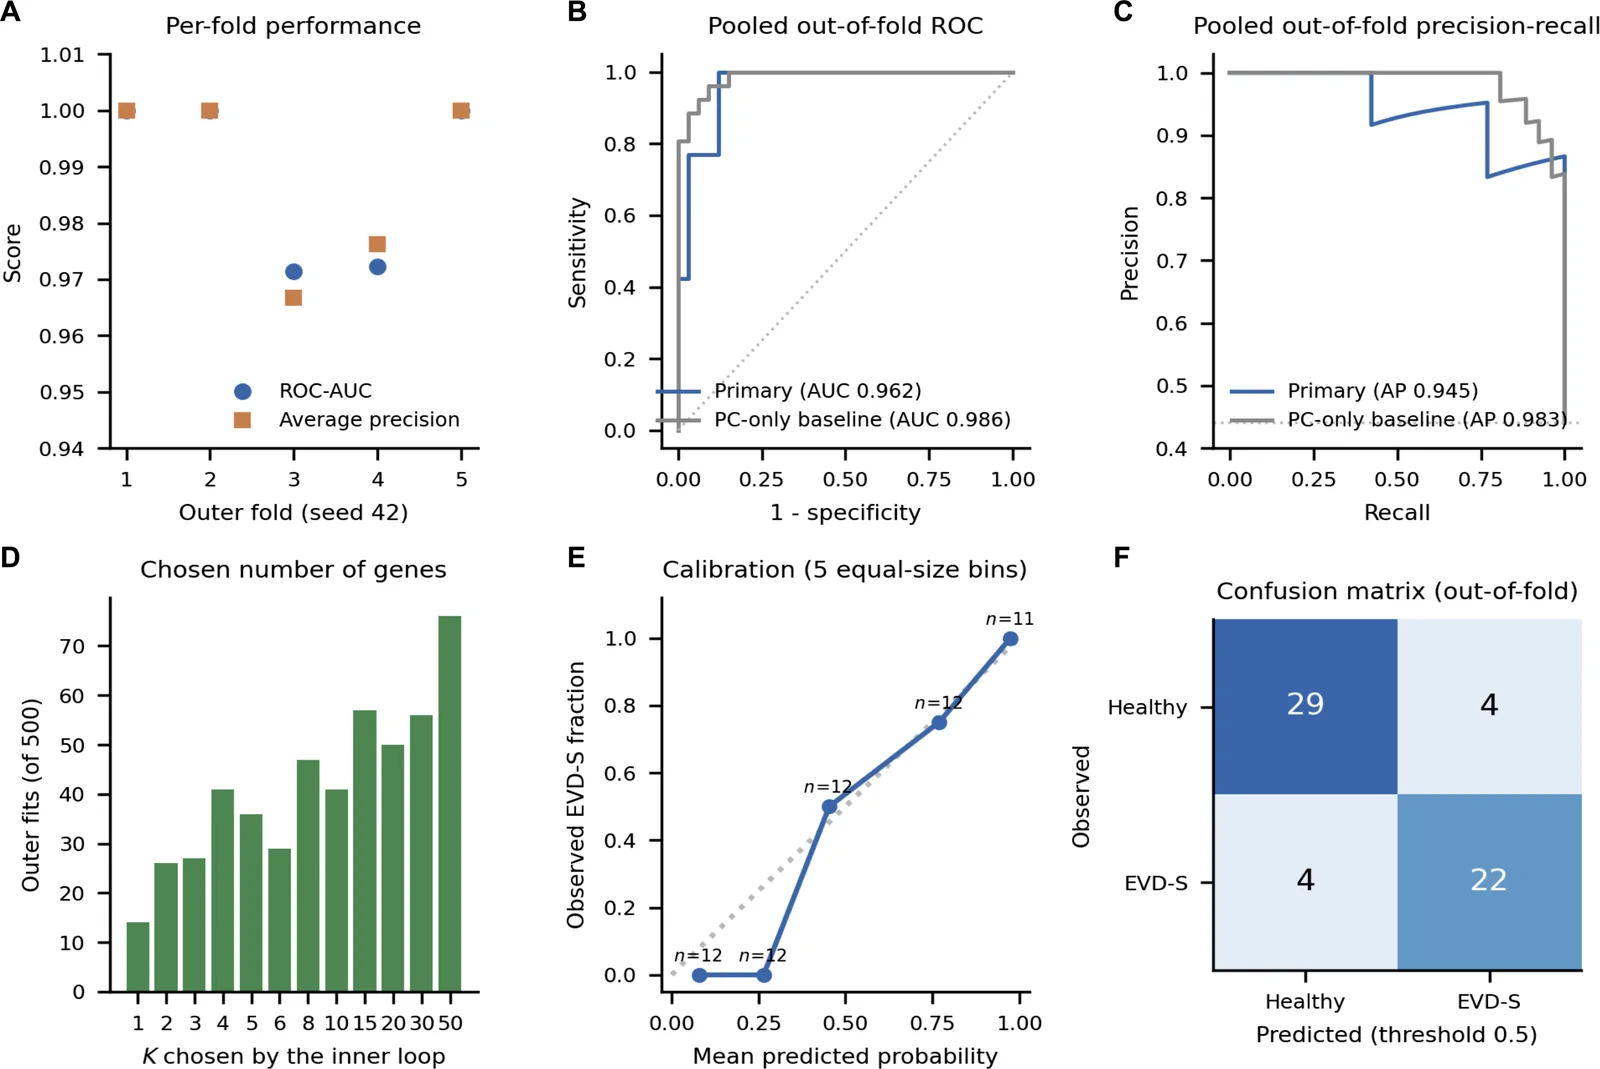 A
Per-fold performance
1.01
1.00
0.99
0.98
0.97
0.96
0.95
0.94
Score
ROC-AUC
Average precision
1 2 3 4 5
Outer fold (seed 42)
B
Pooled out-of-fold ROC
1.0
0.8
0.6
0.4
0.2
0.0
Sensitivity
Primary (AUC 0.962)
PC-only baseline (AUC 0.986)
0.00 0.25 0.50 0.75 1.00
1 - specificity
C
Pooled out-of-fold precision-recall
1.0
0.9
0.8
0.7
0.6
0.5
0.4
Precision
Primary (AP 0.945)
PC-only baseline (AP 0.983)
0.00 0.25 0.50 0.75 1.00
Recall
D
Chosen number of genes
70
60
50
40
30
20
10
0
Outer fits (of 500)
1 2 3 4 5 6 8 10 15 20 30 50
K chosen by the inner loop
E
Calibration (5 equal-size bins)
1.0
0.8
0.6
0.4
0.2
0.0
Observed EVD-S fraction
n=11
n=12
n=12
n=12 n=12
0.00 0.25 0.50 0.75 1.00
Mean predicted probability
F
Confusion matrix (out-of-fold)
Healthy
EVD-S
Observed
29 4
4 22
Healthy EVD-S
Predicted (threshold 0.5)